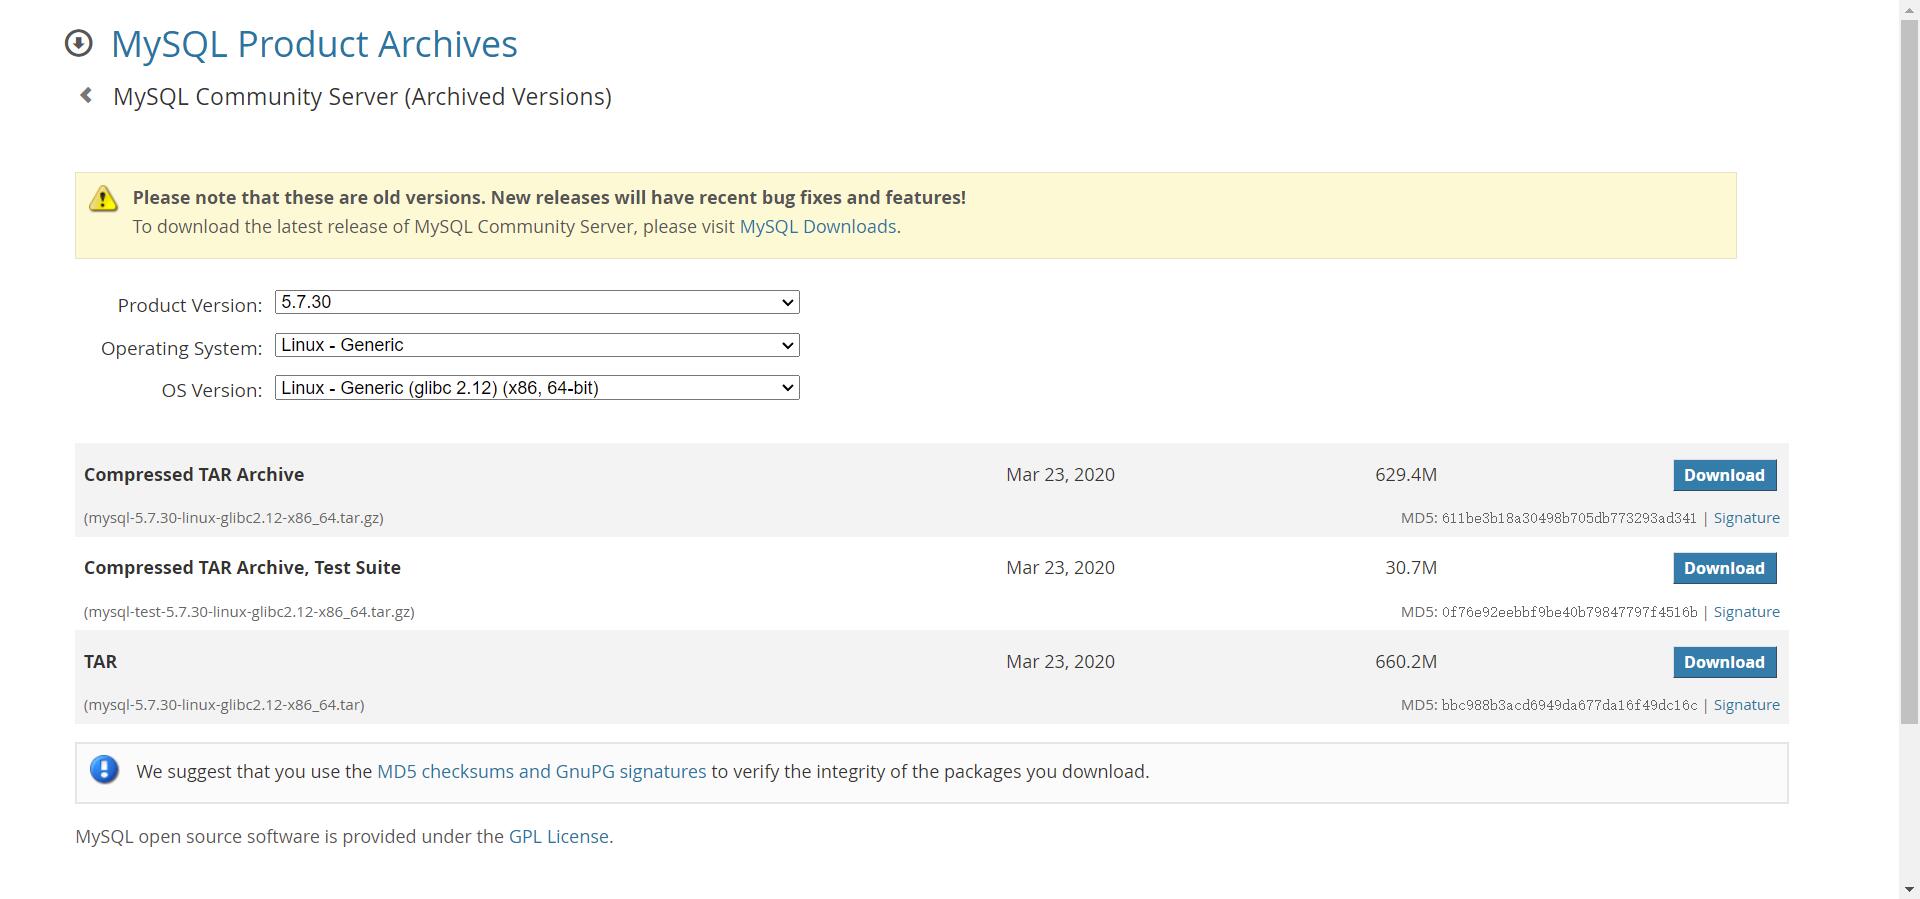 MySQL Product Archives
MySQL Community Server (Archived Versions)
Please note that these are old versions. New releases will have recent bug fixes and features!
To download the latest release of MySQL Community Server, please visit MySQL Downloads.
Product Version: 5.7.30
Operating System: Linux - Generic
OS Version: Linux - Generic (glibc 2.12) (x86, 64-bit)
Compressed TAR Archive Mar 23, 2020 629.4M Download
(mysql-5.7.30-linux-glibc2.12-x86_64.tar.gz) MD5: 611be3b18a30498b705db773293ad341 | Signature
Compressed TAR Archive, Test Suite Mar 23, 2020 30.7M Download
(mysql-test-5.7.30-linux-glibc2.12-x86_64.tar.gz) MD5: 0f76e92eebbf9be40b79847797f4516b | Signature
TAR Mar 23, 2020 660.2M Download
(mysql-5.7.30-linux-glibc2.12-x86_64.tar) MD5: bbc988b3acd6949da677da16f49dc16c | Signature
We suggest that you use the MD5 checksums and GnuPG signatures to verify the integrity of the packages you download.
MySQL open source software is provided under the GPL License.